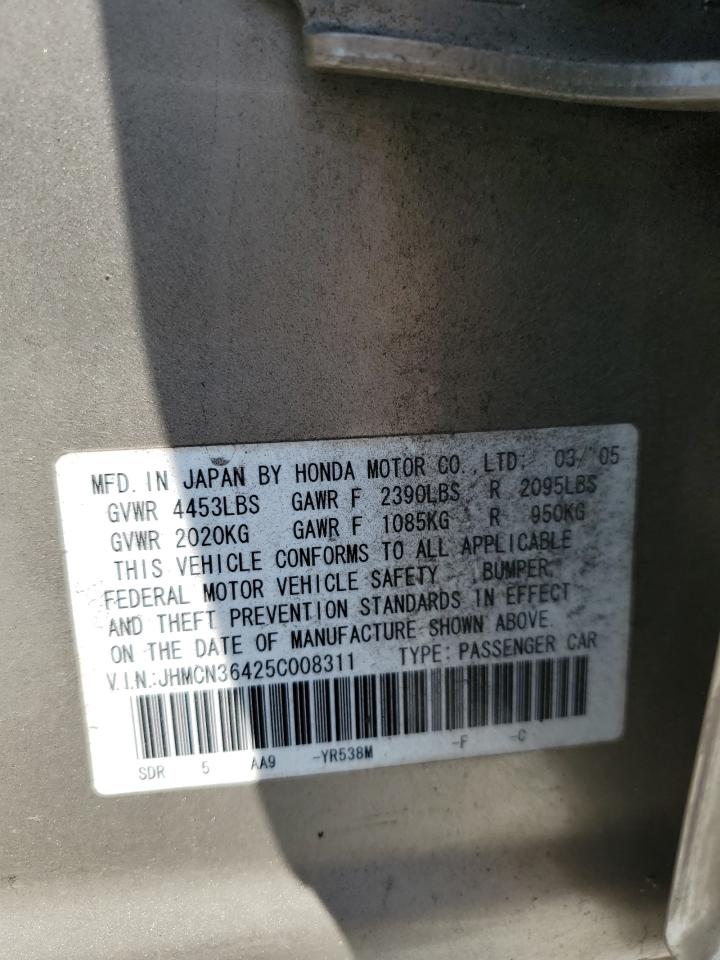 MFD. IN JAPAN BY HONDA MOTOR CO.,LTD. 03/'05
GVWR 4453LBS GAWR F 2390LBS R 2095LBS
GVWR 2020KG GAWR F 1085KG R 950KG
THIS VEHICLE CONFORMS TO ALL APPLICABLE
FEDERAL MOTOR VEHICLE SAFETY, BUMPER,
AND THEFT PREVENTION STANDARDS IN EFFECT
ON THE DATE OF MANUFACTURE SHOWN ABOVE.
V.I.N.:JHMCN36425C008311 TYPE: PASSENGER CAR
SDR 5 AA9 -YR538M -F -C